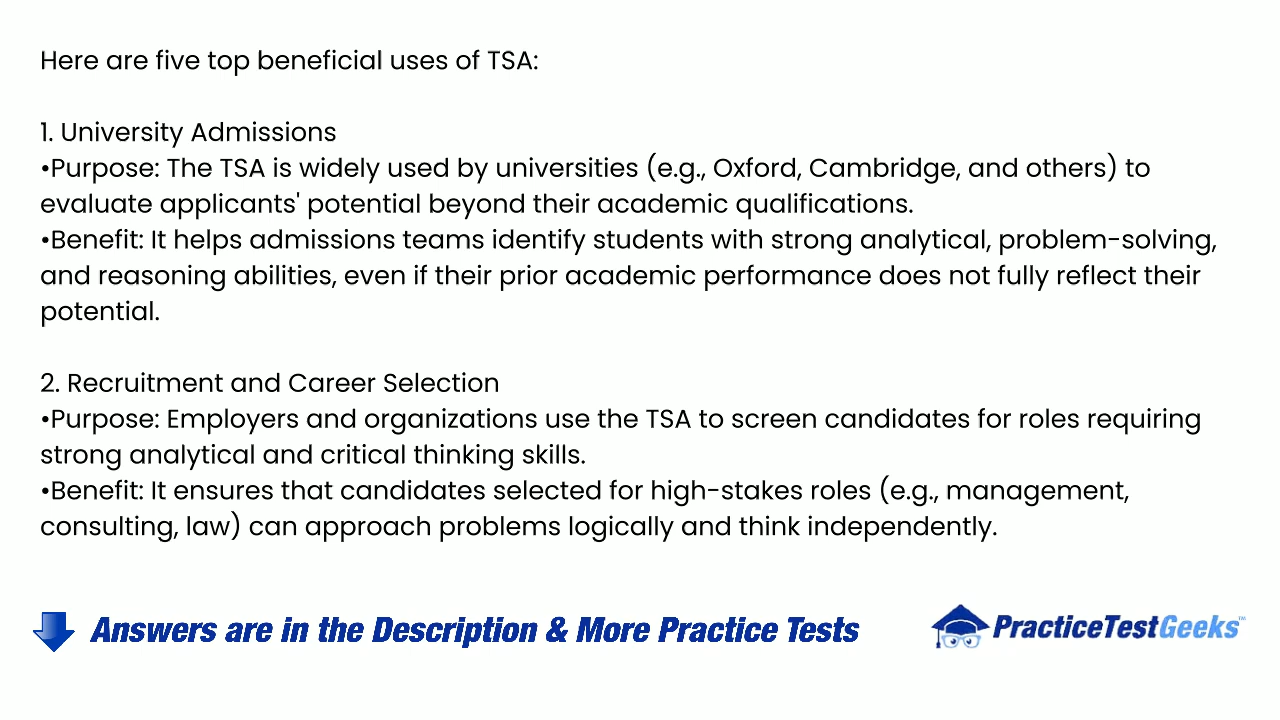 Here are five top beneficial uses of TSA:
1. University Admissions
•Purpose: The TSA is widely used by universities (e.g., Oxford, Cambridge, and others) to
evaluate applicants' potential beyond their academic qualifications.
•Benefit: It helps admissions teams identify students with strong analytical, problem-solving,
and reasoning abilities, even if their prior academic performance does not fully reflect their
potential.
2. Recruitment and Career Selection
•Purpose: Employers and organizations use the TSA to screen candidates for roles requiring
strong analytical and critical thinking skills.
•Benefit: It ensures that candidates selected for high-stakes roles (e.g., management,
consulting, law) can approach problems logically and think independently.
Answers are in the Description & More Practice Tests
PracticeTestGeeks™